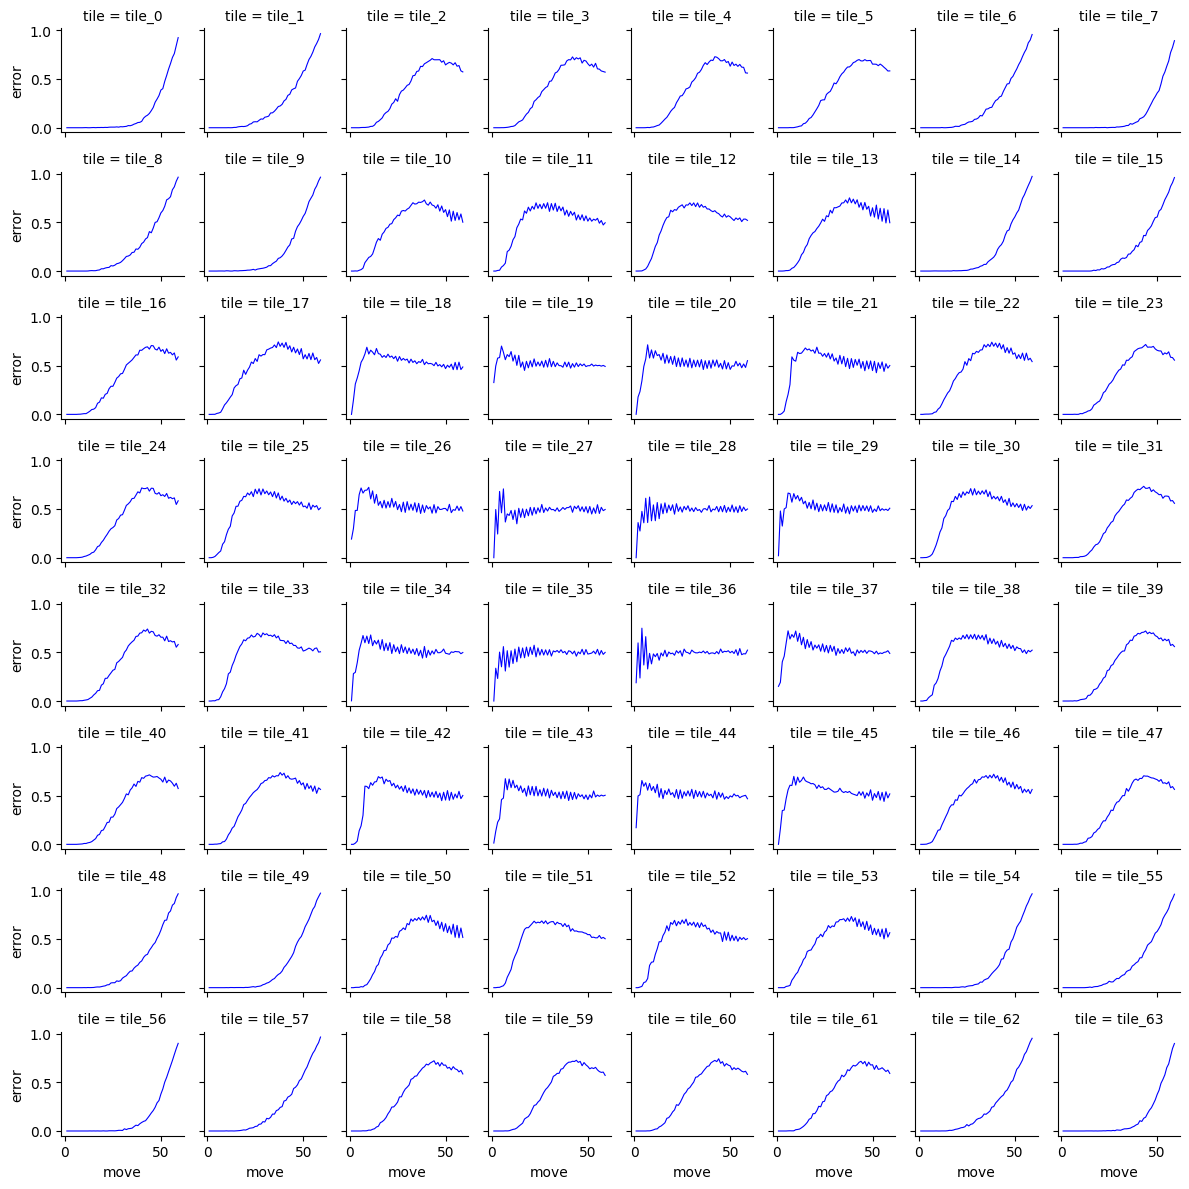 tile = tile_0 tile = tile_1 tile = tile_2 tile = tile_3 tile = tile_4 tile = tile_5 tile = tile_6 tile = tile_7
1.0
error
0.5
0.0
tile = tile_8 tile = tile_9 tile = tile_10 tile = tile_11 tile = tile_12 tile = tile_13 tile = tile_14 tile = tile_15
1.0
error
0.5
0.0
tile = tile_16 tile = tile_17 tile = tile_18 tile = tile_19 tile = tile_20 tile = tile_21 tile = tile_22 tile = tile_23
1.0
error
0.5
0.0
tile = tile_24 tile = tile_25 tile = tile_26 tile = tile_27 tile = tile_28 tile = tile_29 tile = tile_30 tile = tile_31
1.0
error
0.5
0.0
tile = tile_32 tile = tile_33 tile = tile_34 tile = tile_35 tile = tile_36 tile = tile_37 tile = tile_38 tile = tile_39
1.0
error
0.5
0.0
tile = tile_40 tile = tile_41 tile = tile_42 tile = tile_43 tile = tile_44 tile = tile_45 tile = tile_46 tile = tile_47
1.0
error
0.5
0.0
tile = tile_48 tile = tile_49 tile = tile_50 tile = tile_51 tile = tile_52 tile = tile_53 tile = tile_54 tile = tile_55
1.0
error
0.5
0.0
tile = tile_56 tile = tile_57 tile = tile_58 tile = tile_59 tile = tile_60 tile = tile_61 tile = tile_62 tile = tile_63
1.0
error
0.5
0.0
0 50 0 50 0 50 0 50 0 50 0 50 0 50 0 50
move move move move move move move move